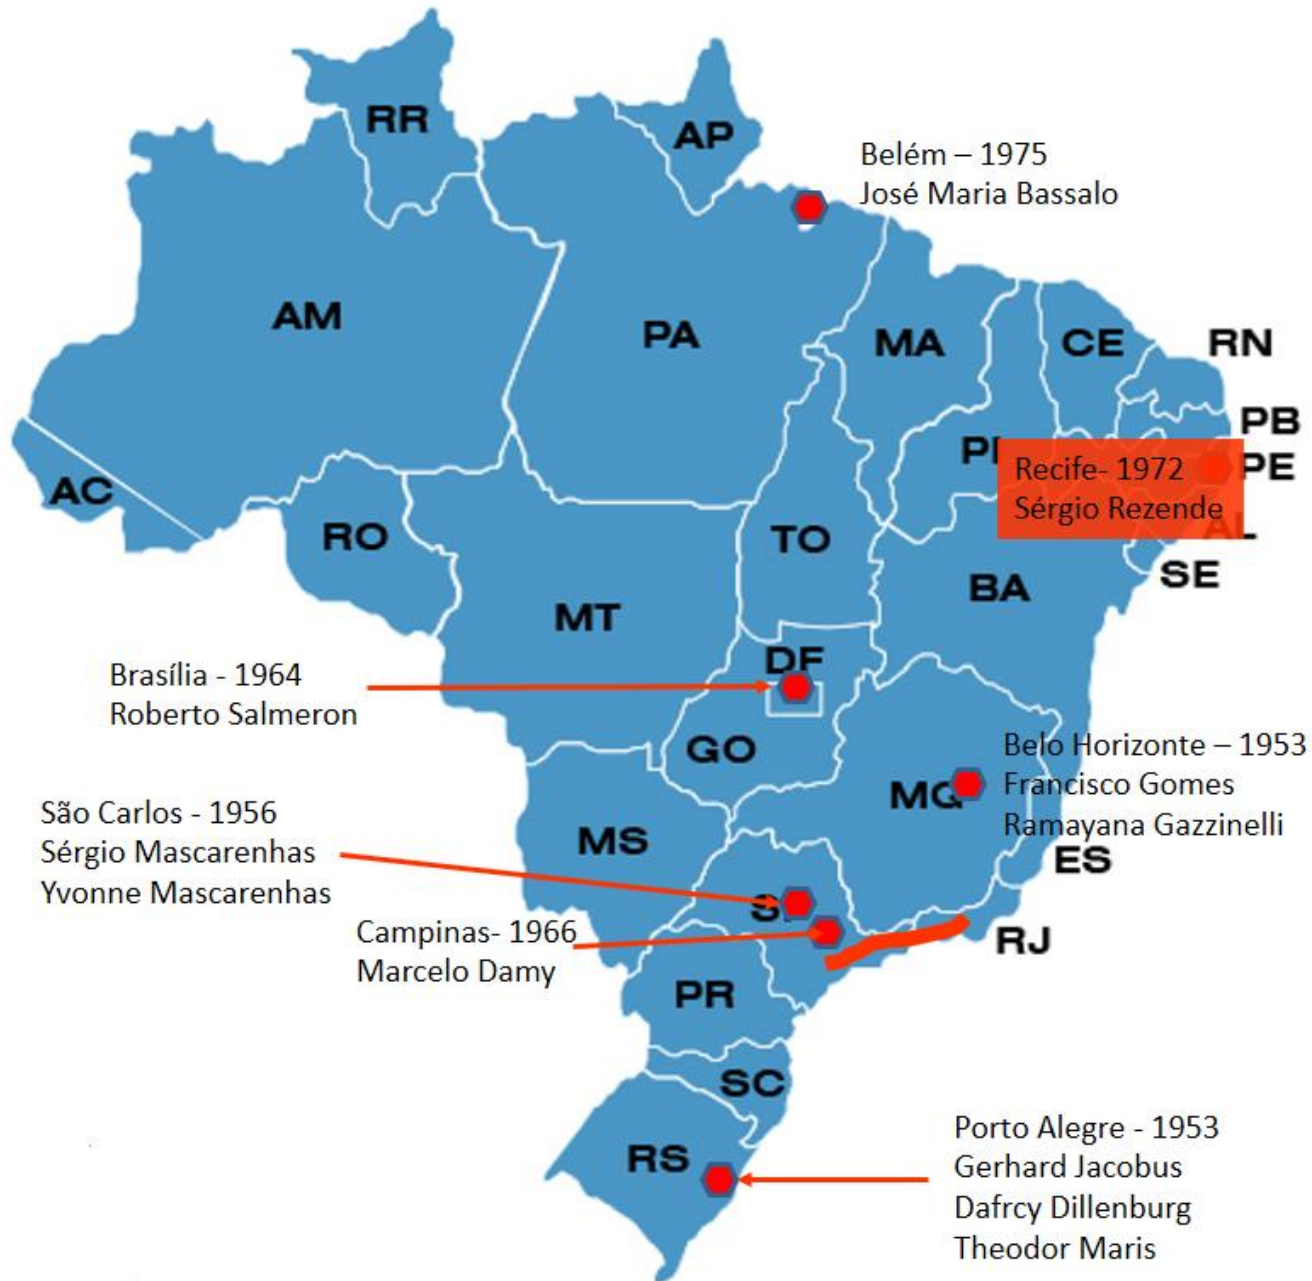 RR
AP
Belém – 1975
José Maria Bassalo
AM
PA
MA
CE
RN
PB
PE
Recife- 1972
Sérgio Rezende
AL
SE
AC
RO
TO
BA
MT
DF
Brasília - 1964
Roberto Salmeron
GO
Belo Horizonte – 1953
Francisco Gomes
Ramayana Gazzinelli
MG
ES
São Carlos - 1956
Sérgio Mascarenhas
Yvonne Mascarenhas
MS
Campinas- 1966
Marcelo Damy
RJ
PR
SC
RS
Porto Alegre - 1953
Gerhard Jacobus
Dafrcy Dillenburg
Theodor Maris